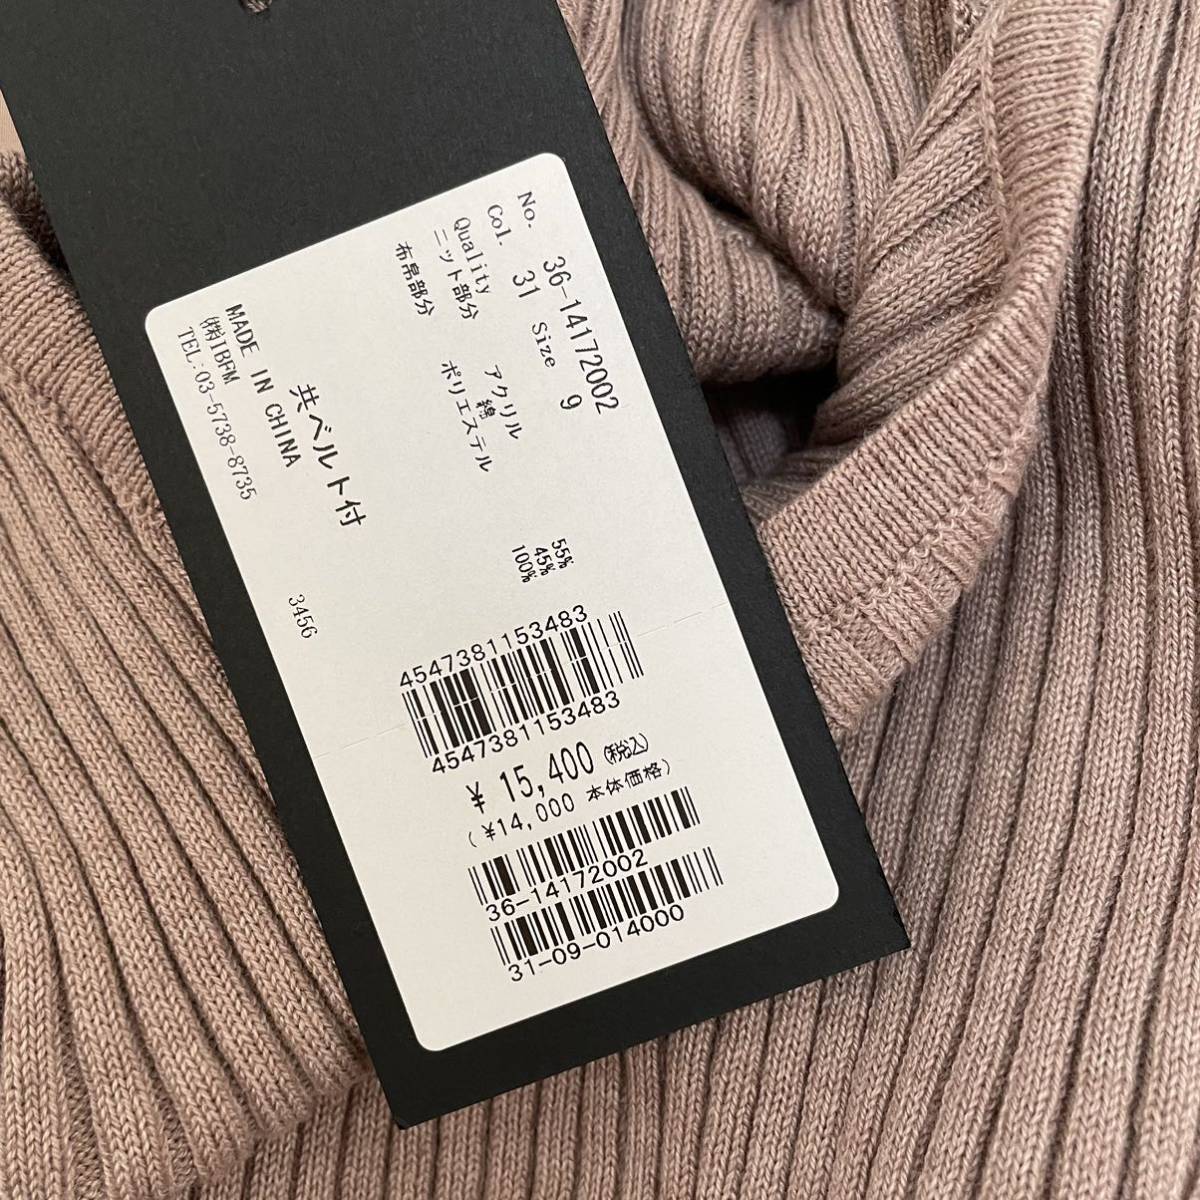 No. 36-14172002
Col. 31 Size 9
Quality
ニット部分 アクリル 55%
綿 45%
布帛部分 ポリエステル 100%
共ベルト付
MADE IN CHINA
㈱IBFM
TEL:03-5738-8735
3456
4547381153483
4547381153483
¥ 15,400 (税込)
(¥14,000 本体価格)
36-14172002
31-09-014000